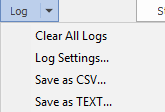 Log
Clear All Logs
Log Settings...
Save as CSV...
Save as TEXT...